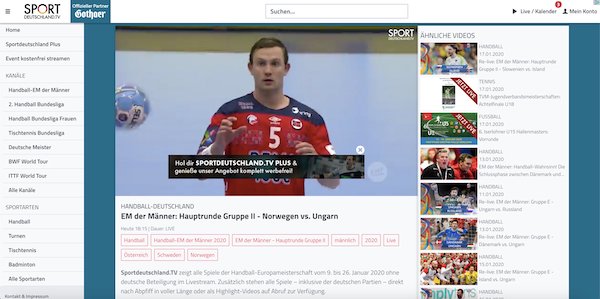 SPORT
DEUTSCHLAND.TV
Offizieller Partner
Gothaer
Suchen...
3
Live / Kalender
Mein Konto
Home
Sportdeutschland Plus
Event kostenfrei streamen
KANÄLE
Handball-EM der Männer
2. Handball Bundesliga
Handball Bundesliga Frauen
Tischtennis Bundesliga
Deutsche Meister
BWF World Tour
ITTF World Tour
Alle Kanäle
SPORTARTEN
Handball
Turnen
Tischtennis
Badminton
Alle Sportarten
Kontakt & Impressum
SPORT
DEUTSCHLAND.TV
5
Hol dir SPORTDEUTSCHLAND.TV PLUS &
genieße unser Angebot komplett werbefrei!
HANDBALL-DEUTSCHLAND
EM der Männer: Hauptrunde Gruppe II - Norwegen vs. Ungarn
Heute 18:15 | Dauer: LIVE
Handball
Handball-EM der Männer 2020
EM der Männer - Hauptrunde Gruppe II
männlich
2020
Live
Österreich
Schweden
Norwegen
Sportdeutschland.TV zeigt alle Spiele der Handball-Europameisterschaft vom 9. bis 26. Januar 2020 ohne
deutsche Beteiligung im Livestream. Zusätzlich stehen alle Spiele – inklusive der deutschen Partien – direkt
nach Abpfiff in voller Länge oder als Highlight-Videos auf Abruf zur Verfügung.
ÄHNLICHE VIDEOS
HANDBALL
17.01.2020
Re-live: EM der Männer: Hauptrunde
Gruppe II - Slowenien vs. Island
JETZT LIVE
TENNIS
17.01.2020
TVM-Jugendverbandsmeisterschaften:
Achtelfinale U18
JETZT LIVE
FUSSBALL
17.01.2020
6. Iserlohner U15 Hallenmasters:
Vorrunde
HANDBALL
15.01.2020
EM der Männer- Handball-Wahnsinn! Die
Schlussphase zwischen Dänemark und...
HANDBALL
15.01.2020
Re-live: EM der Männer: Gruppe E -
Ungarn vs. Russland
HANDBALL
13.01.2020
Re-live: EM der Männer: Gruppe E -
Dänemark vs. Ungarn
HANDBALL
11.01.2020
Re-live: EM der Männer - Gruppe E -
Island vs. Dänemark
HANDBALL